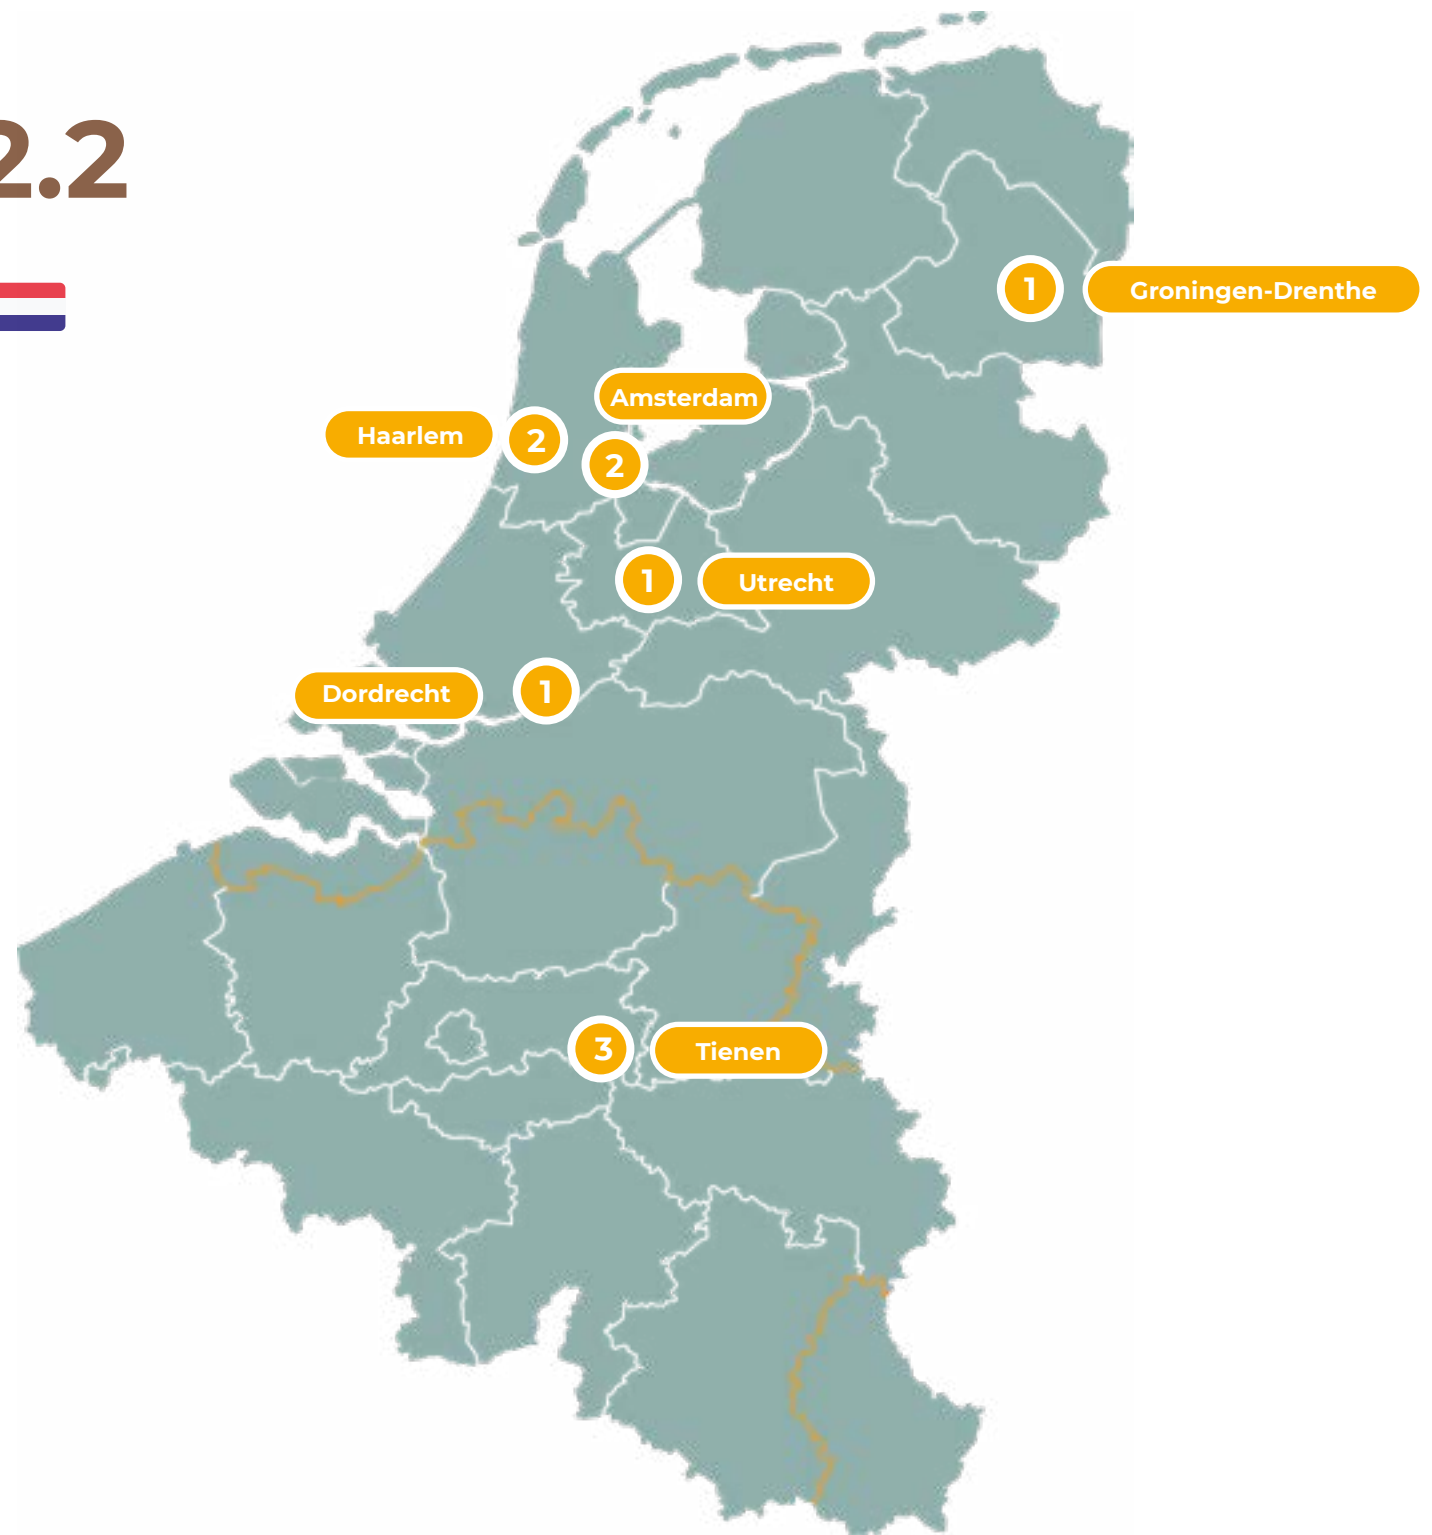 2.2
1 Groningen-Drenthe
Amsterdam
Haarlem 2
2
1 Utrecht
Dordrecht 1
3 Tienen